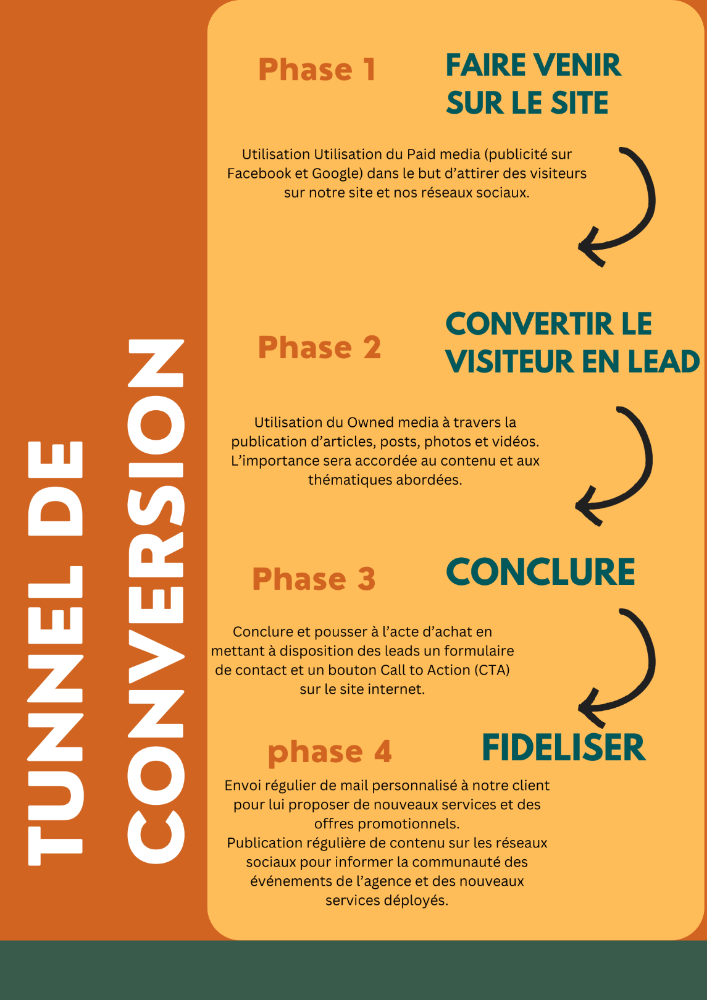 TUNNEL DE
CONVERSION
Phase 1
FAIRE VENIR
SUR LE SITE
Utilisation Utilisation du Paid media (publicité sur
Facebook et Google) dans le but d’attirer des visiteurs
sur notre site et nos réseaux sociaux.
Phase 2
CONVERTIR LE
VISITEUR EN LEAD
Utilisation du Owned media à travers la
publication d’articles, posts, photos et vidéos.
L’importance sera accordée au contenu et aux
thématiques abordées.
Phase 3
CONCLURE
Conclure et pousser à l’acte d’achat en
mettant à disposition des leads un formulaire
de contact et un bouton Call to Action (CTA)
sur le site internet.
phase 4
FIDELISER
Envoi régulier de mail personnalisé à notre client
pour lui proposer de nouveaux services et des
offres promotionnels.
Publication régulière de contenu sur les réseaux
sociaux pour informer la communauté des
événements de l’agence et des nouveaux
services déployés.